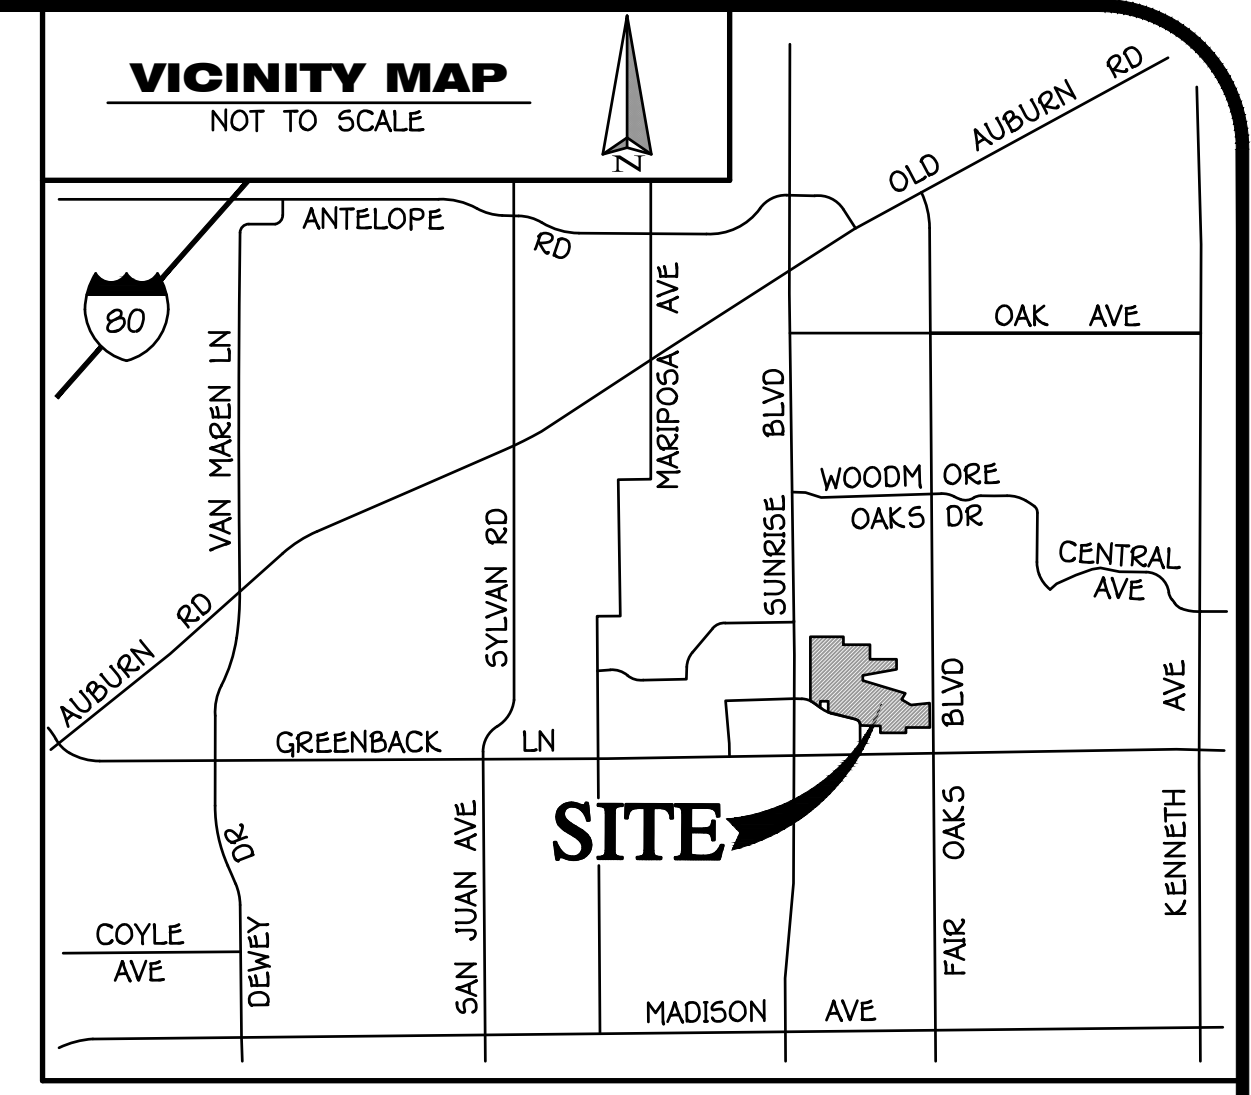 VICINITY MAP
NOT TO SCALE
N
OLD AUBURN RD
ANTELOPE RD
80
MARIPOSA AVE
OAK AVE
VAN MAREN LN
SUNRISE BLVD
WOODM ORE
OAKS DR
SYLVAN RD
CENTRAL
AVE
AUBURN RD
GREENBACK LN
FAIR OAKS BLVD
KENNETH AVE
SITE
DEWEY DR
SAN JUAN AVE
COYLE
AVE
MADISON AVE